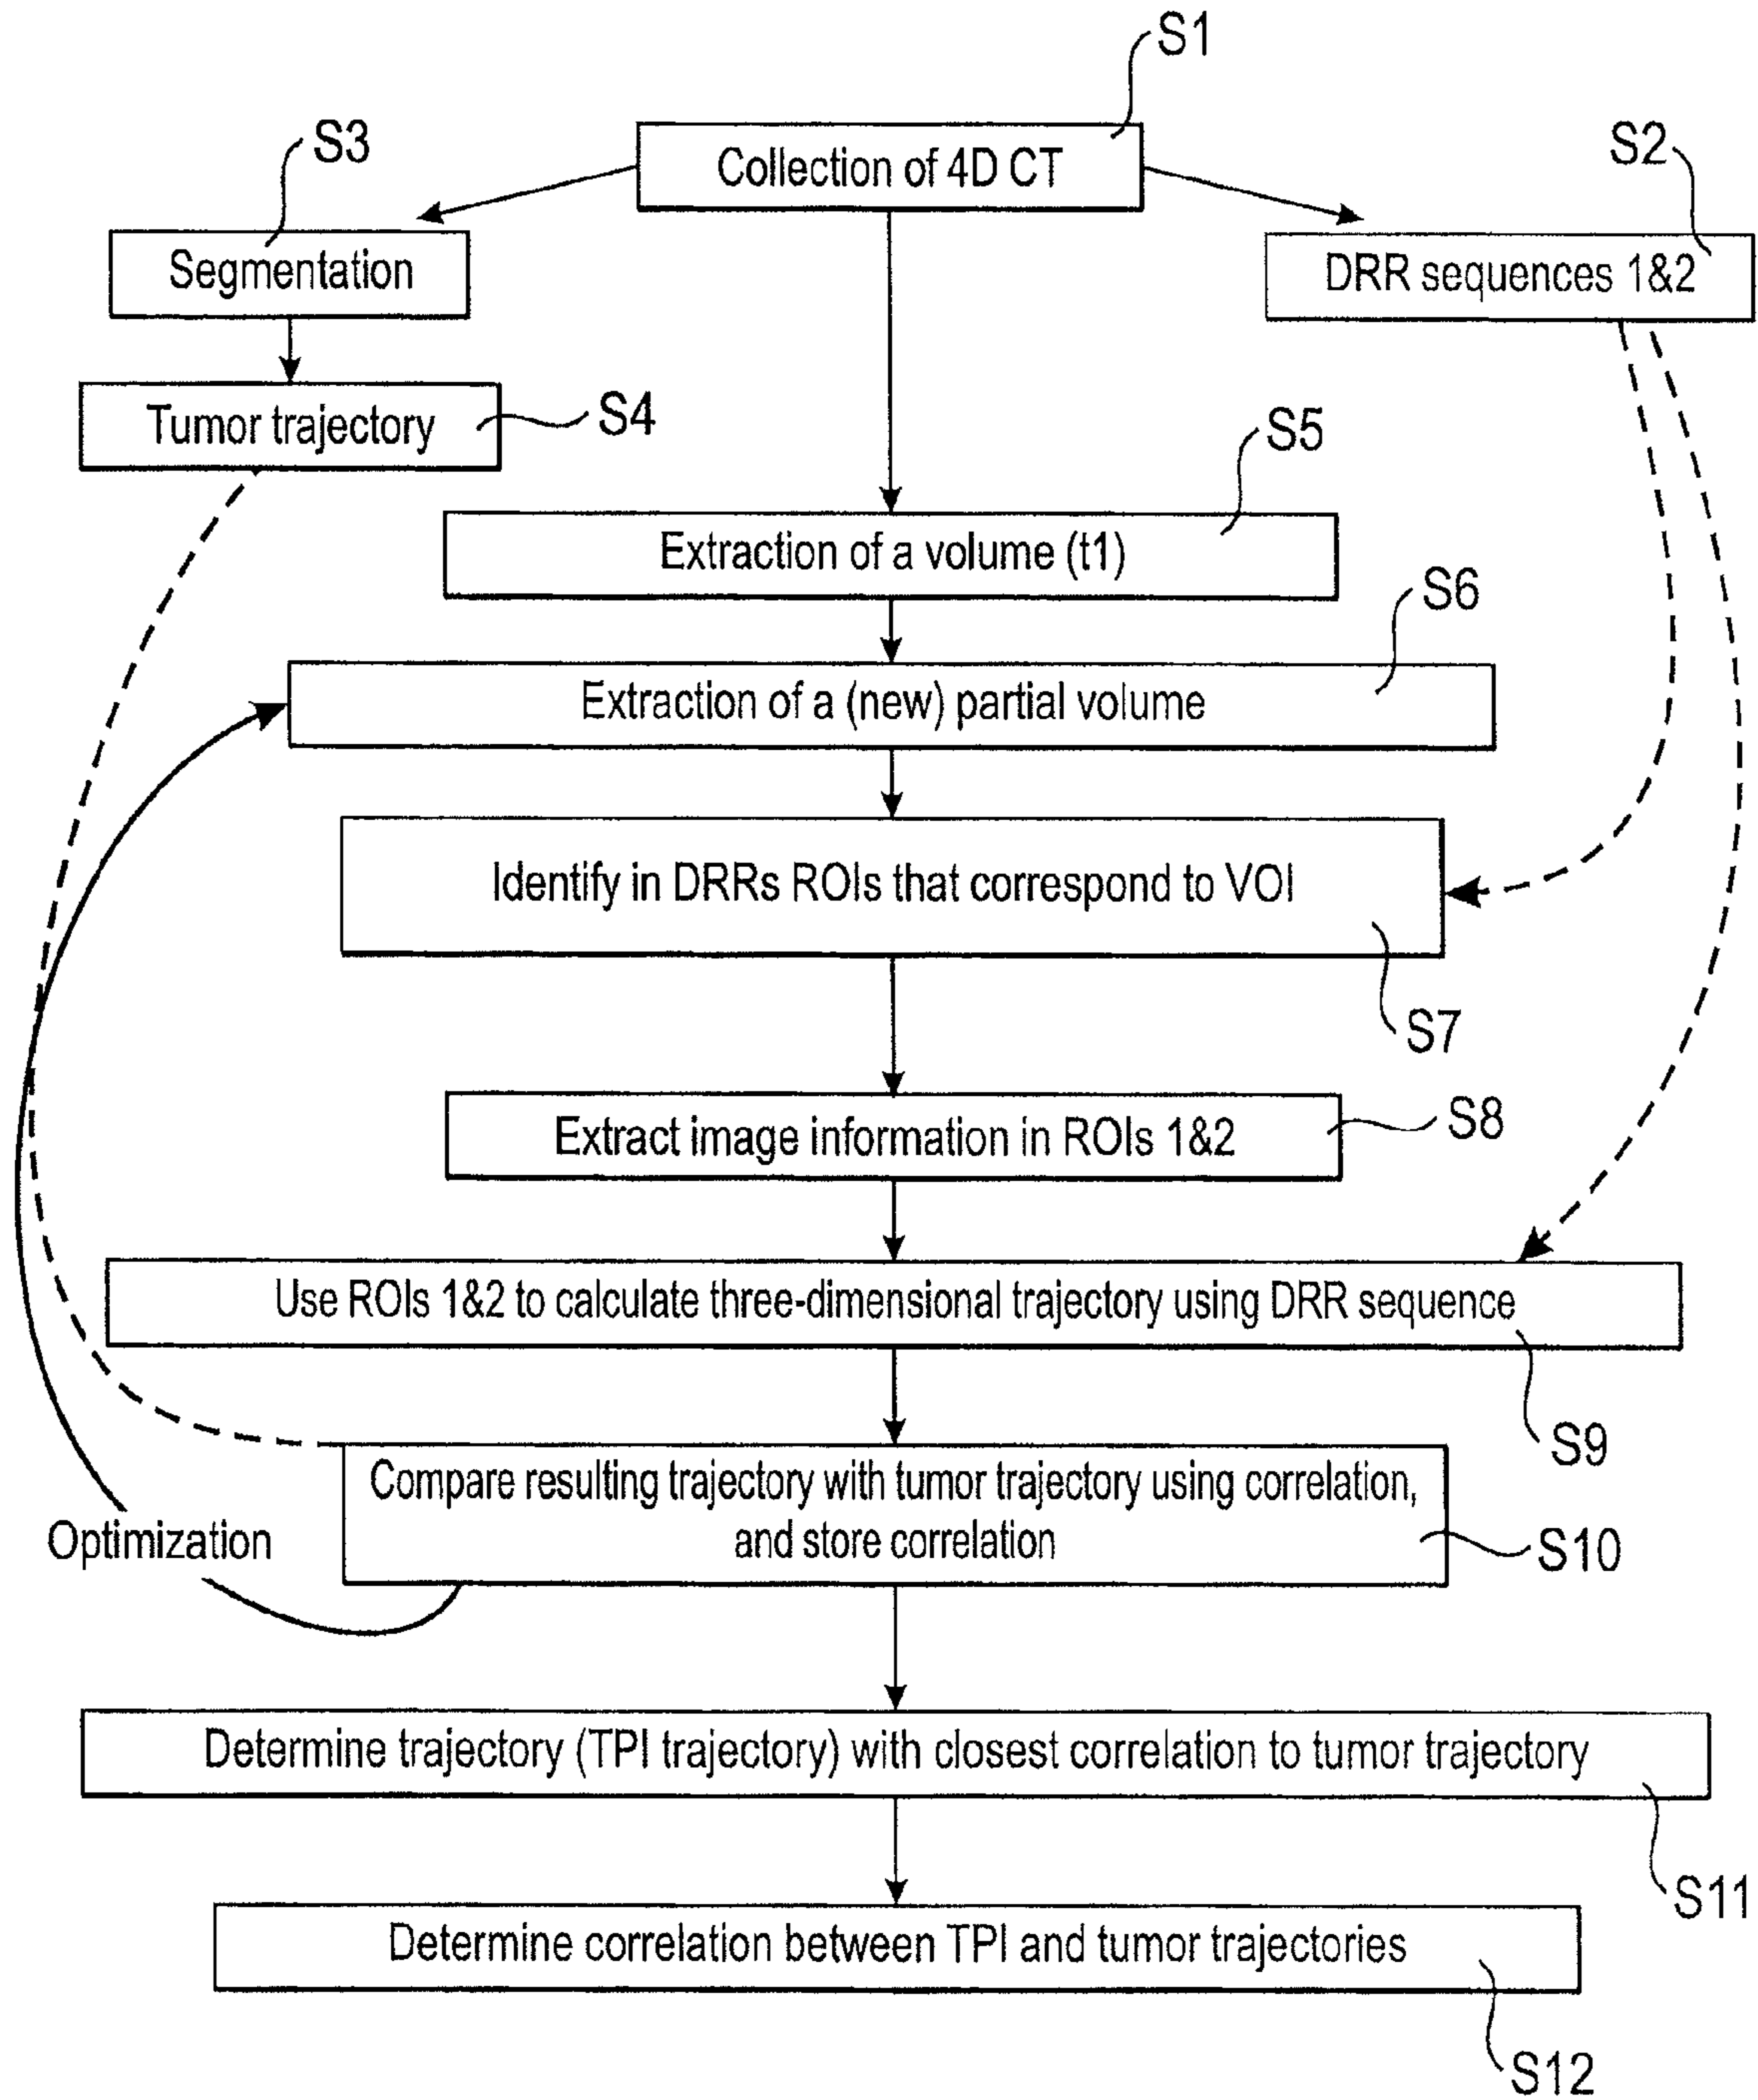 S1
Collection of 4D CT
S3
S2
Segmentation
DRR sequences 1&2
Tumor trajectory
S4
S5
Extraction of a volume (t1)
S6
Extraction of a (new) partial volume
Identify in DRRs ROIs that correspond to VOI
S7
Extract image information in ROIs 1&2
S8
Use ROIs 1&2 to calculate three-dimensional trajectory using DRR sequence
S9
Compare resulting trajectory with tumor trajectory using correlation,
and store correlation
S10
Optimization
Determine trajectory (TPI trajectory) with closest correlation to tumor trajectory
S11
Determine correlation between TPI and tumor trajectories
S12